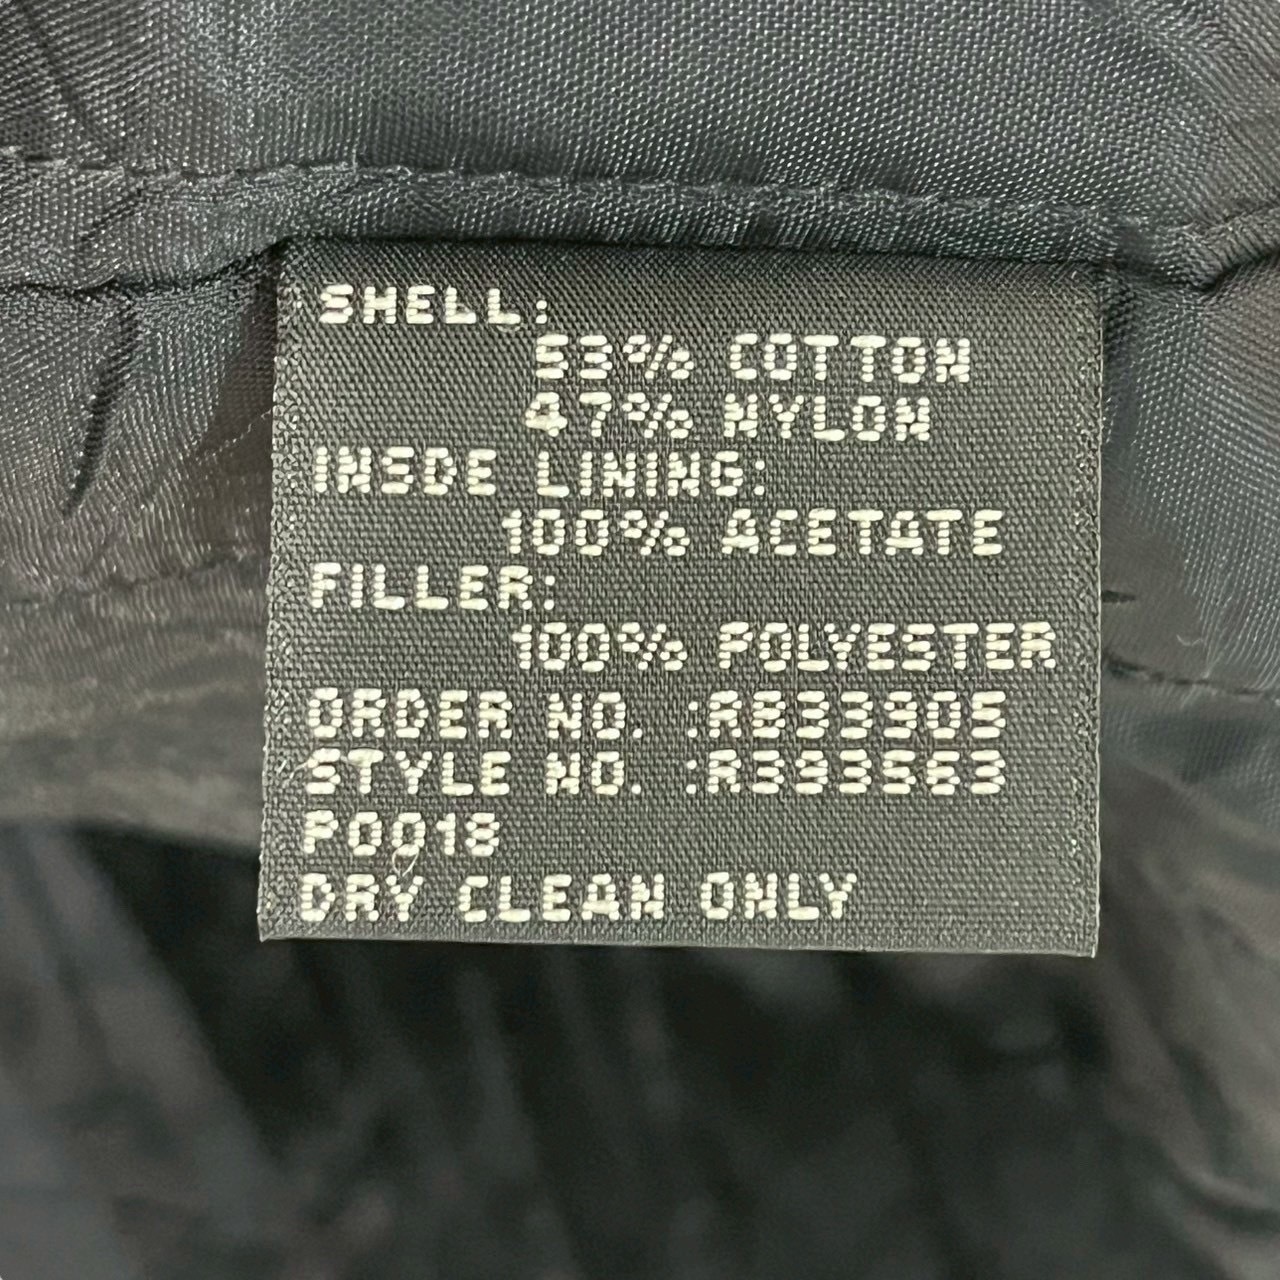 SHELL:
53% COTTON
47% NYLON
INSDE LINING:
100% ACETATE
FILLER:
100% POLYESTER
ORDER NO. :RB33905
STYLE NO. :R393563
P0018
DRY CLEAN ONLY